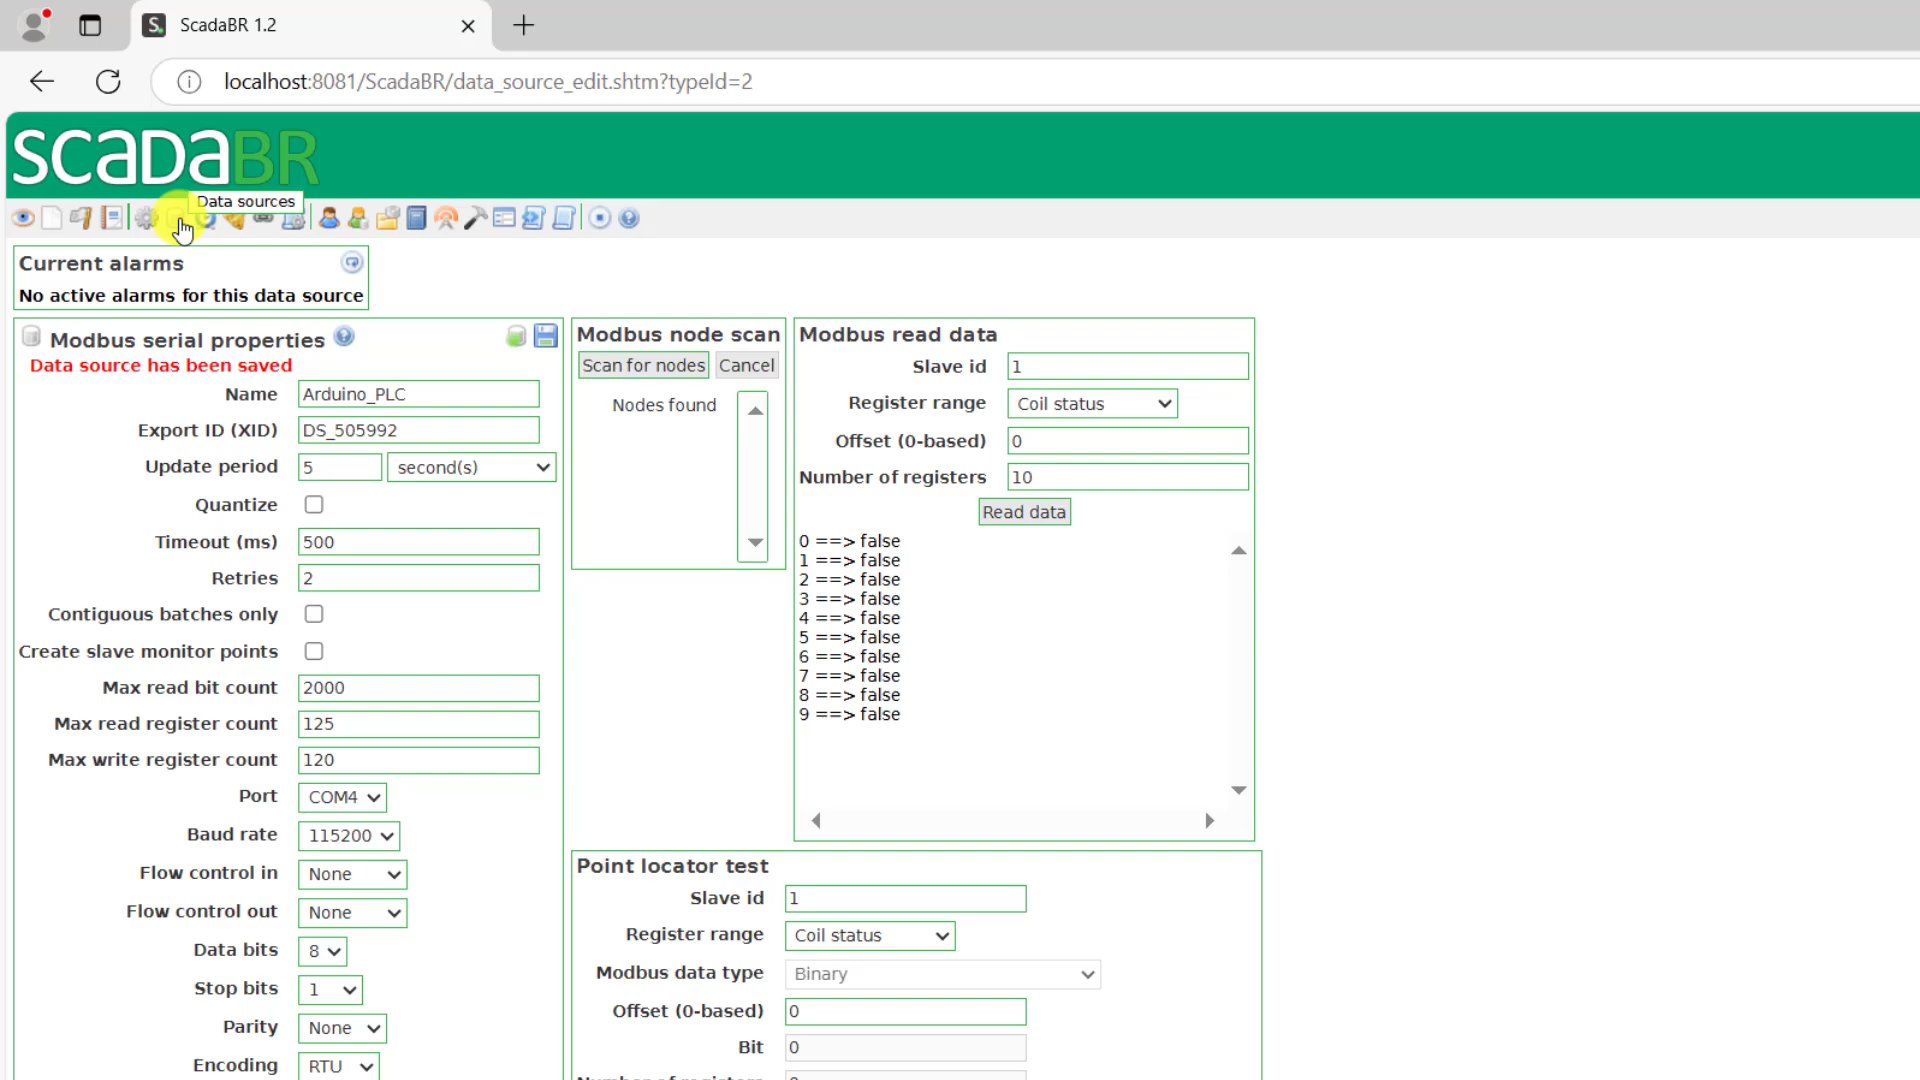 ScadaBR 1.2
localhost:8081/ScadaBR/data_source_edit.shtm?typeId=2
ScadaBR
Data sources
Current alarms
No active alarms for this data source
Modbus serial properties
Data source has been saved
Name Arduino_PLC
Export ID (XID) DS_505992
Update period 5 second(s)
Quantize
Timeout (ms) 500
Retries 2
Contiguous batches only
Create slave monitor points
Max read bit count 2000
Max read register count 125
Max write register count 120
Port COM4
Baud rate 115200
Flow control in None
Flow control out None
Data bits 8
Stop bits 1
Parity None
Encoding RTU
Modbus node scan
Scan for nodes Cancel
Nodes found
Modbus read data
Slave id 1
Register range Coil status
Offset (0-based) 0
Number of registers 10
Read data
0 ==> false
1 ==> false
2 ==> false
3 ==> false
4 ==> false
5 ==> false
6 ==> false
7 ==> false
8 ==> false
9 ==> false
Point locator test
Slave id 1
Register range Coil status
Modbus data type Binary
Offset (0-based) 0
Bit 0
Number of registers